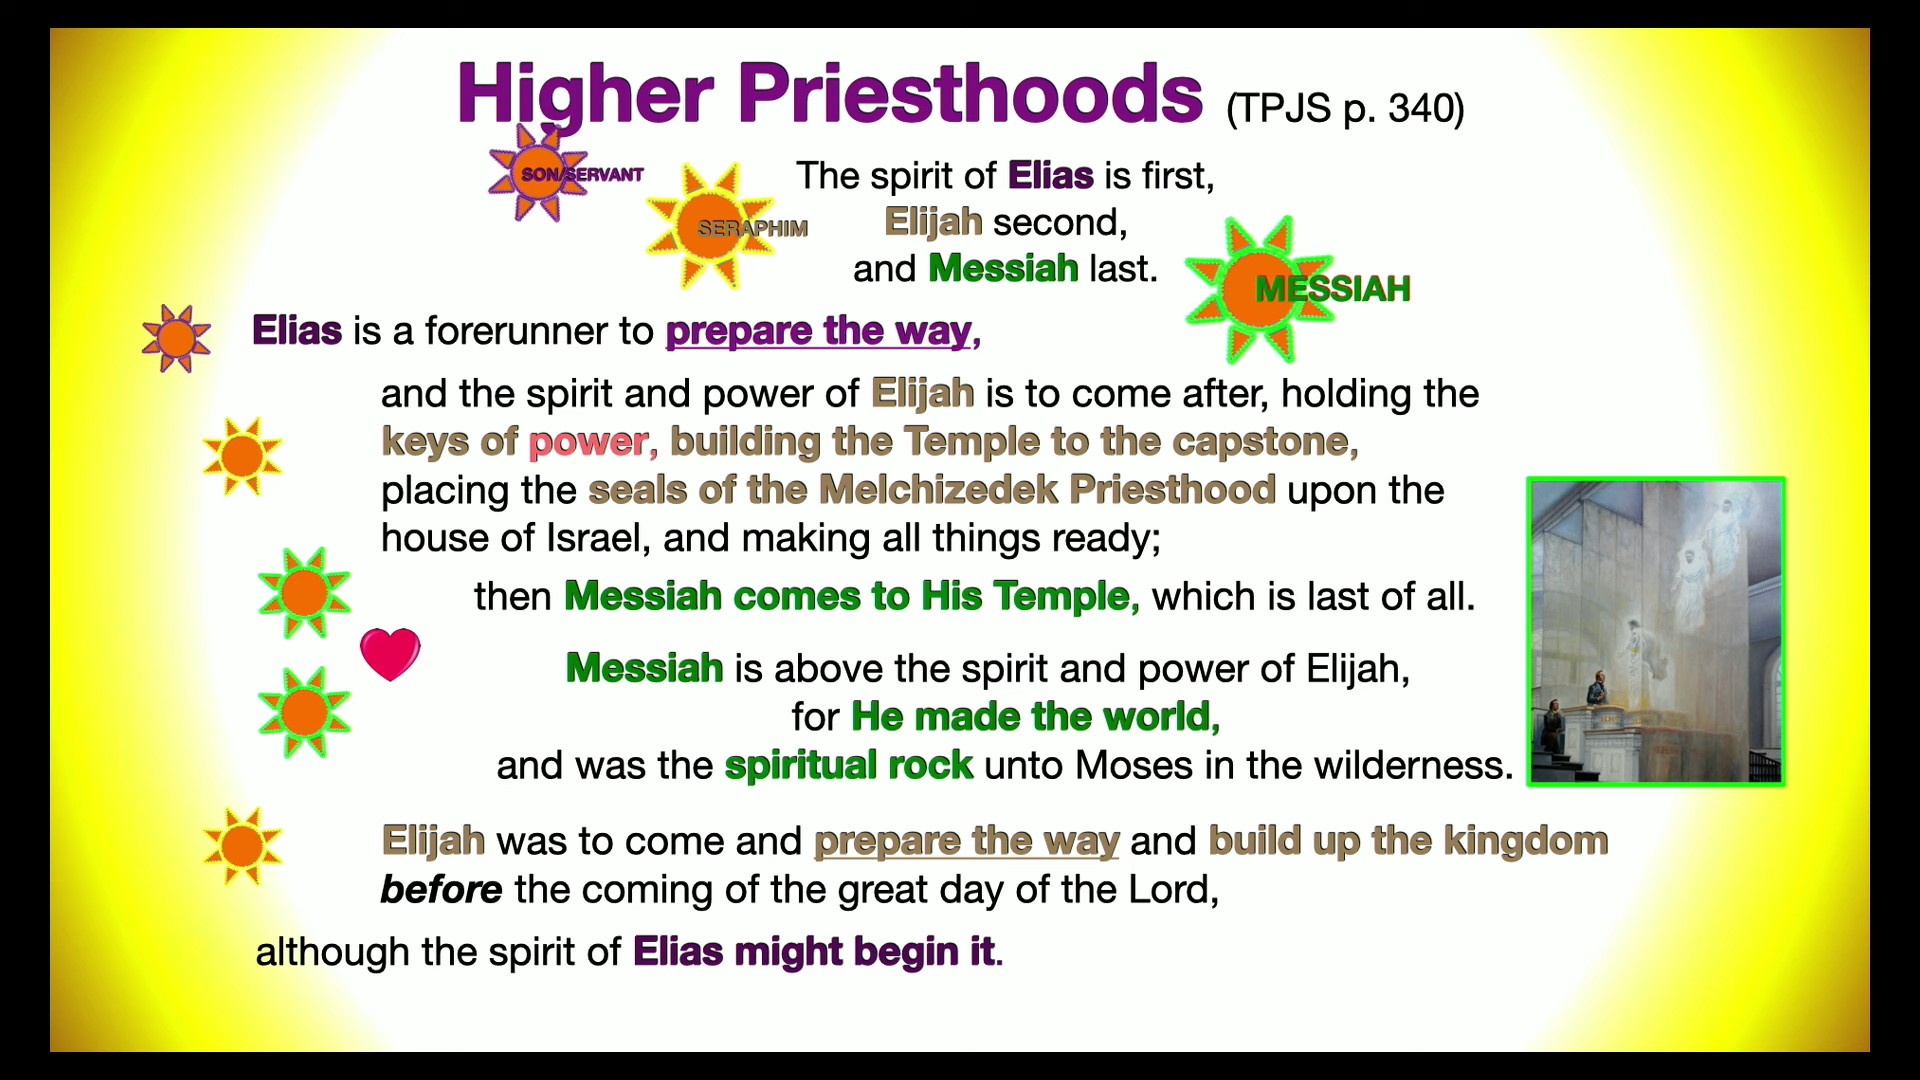 Higher Priesthoods (TPJS p. 340)
SON/SERVANT
The spirit of Elias is first,
SERAPHIM
Elijah second,
and Messiah last.
MESSIAH
Elias is a forerunner to prepare the way,
and the spirit and power of Elijah is to come after, holding the
keys of power, building the Temple to the capstone,
placing the seals of the Melchizedek Priesthood upon the
house of Israel, and making all things ready;
then Messiah comes to His Temple, which is last of all.
Messiah is above the spirit and power of Elijah,
for He made the world,
and was the spiritual rock unto Moses in the wilderness.
Elijah was to come and prepare the way and build up the kingdom
before the coming of the great day of the Lord,
although the spirit of Elias might begin it.